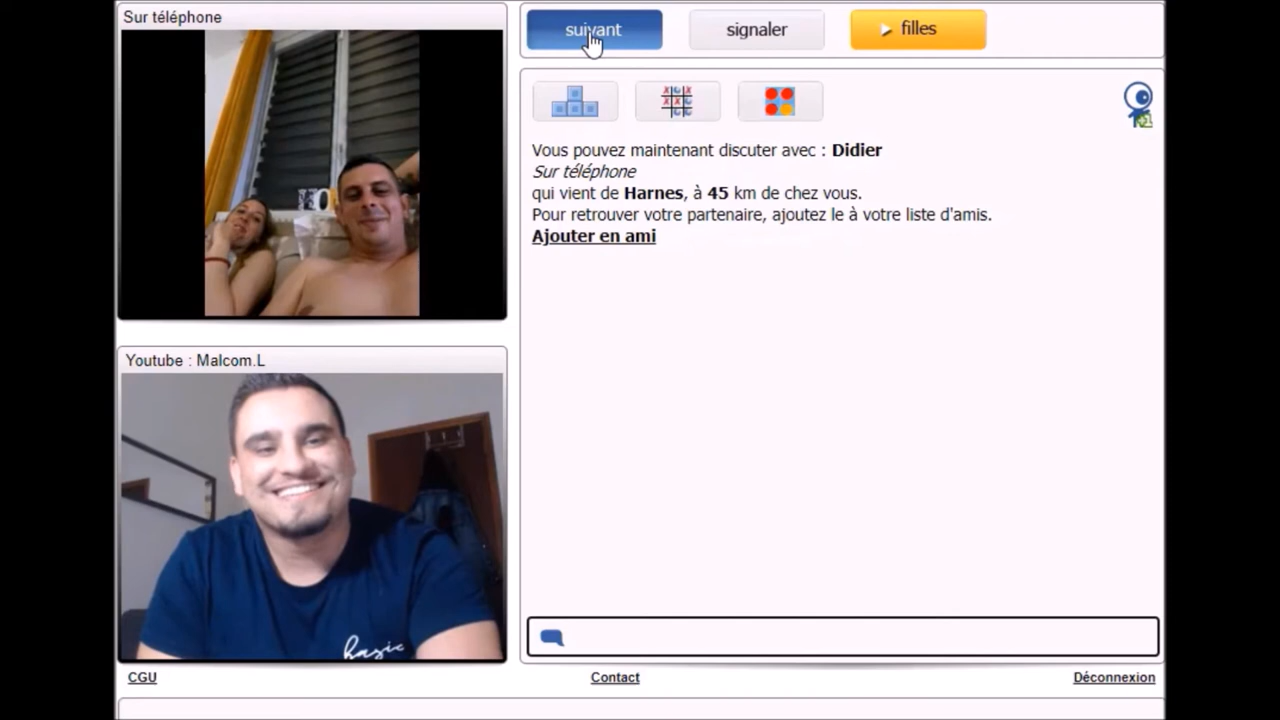 Sur téléphone
suivant
signaler
filles
Vous pouvez maintenant discuter avec : Didier
Sur téléphone
qui vient de Harnes, à 45 km de chez vous.
Pour retrouver votre partenaire, ajoutez le à votre liste d'amis.
Ajouter en ami
Youtube : Malcom.L
basic
CGU
Contact
Déconnexion